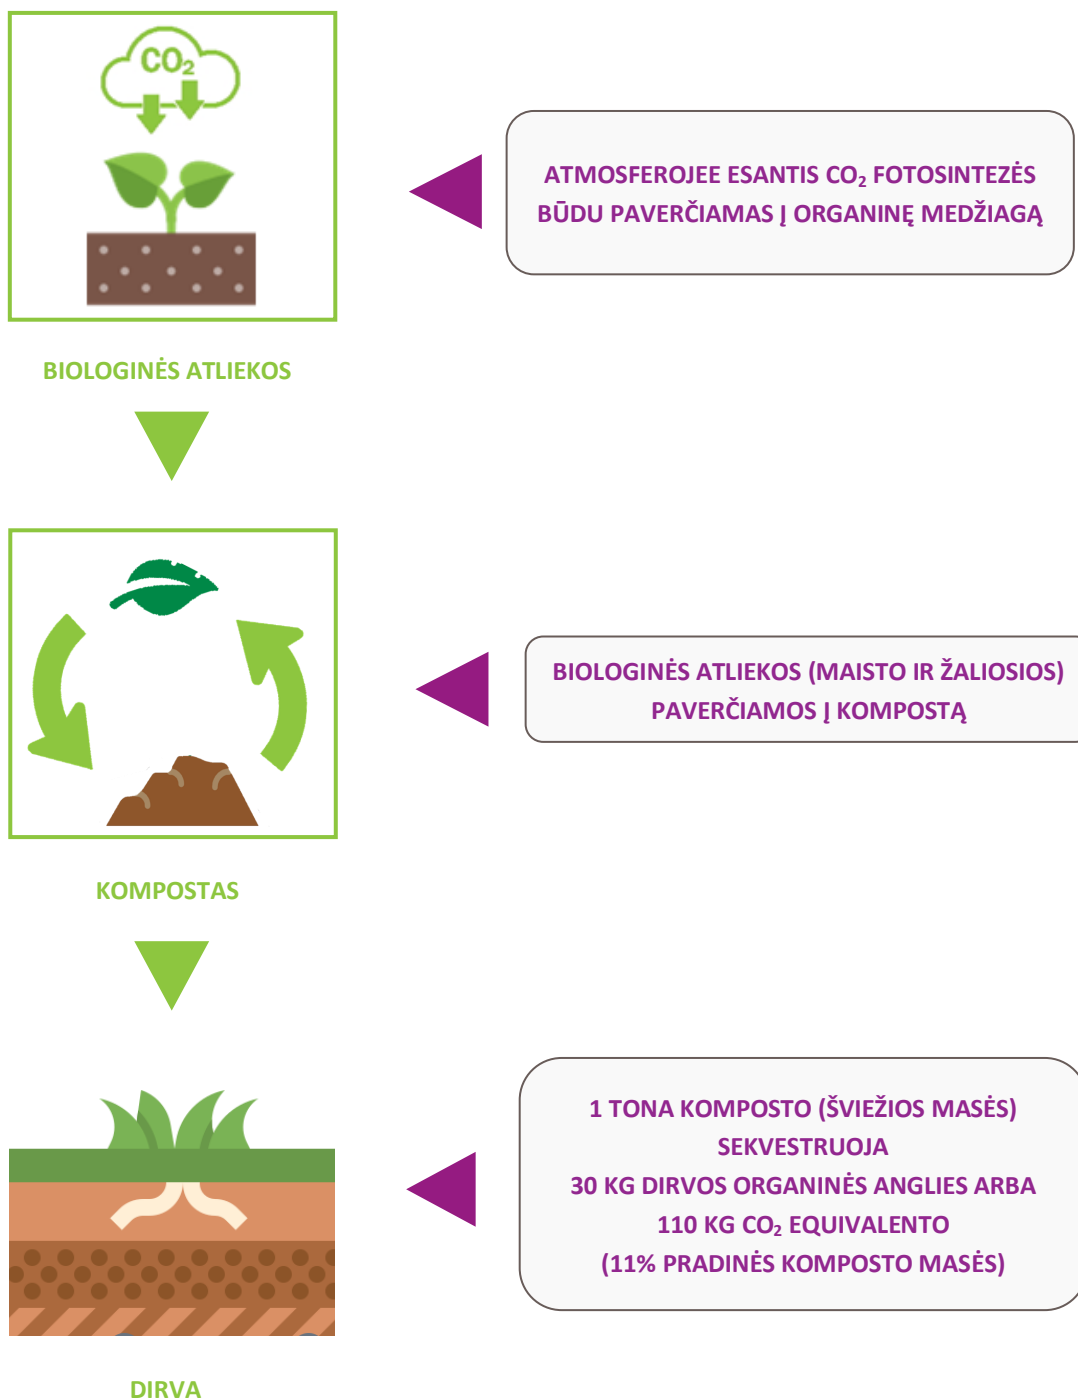 CO₂
ATMOSFEROJEE ESANTIS CO₂ FOTOSINTEZĖS
BŪDU PAVERČIAMAS Į ORGANINĘ MEDŽIAGĄ
BIOLOGINĖS ATLIEKOS
BIOLOGINĖS ATLIEKOS (MAISTO IR ŽALIOSIOS)
PAVERČIAMOS Į KOMPOSTĄ
KOMPOSTAS
1 TONA KOMPOSTO (ŠVIEŽIOS MASĖS)
SEKVESTRUOJA
30 KG DIRVOS ORGANINĖS ANGLIES ARBA
110 KG CO₂ EQUIVALENTO
(11% PRADINĖS KOMPOSTO MASĖS)
DIRVA